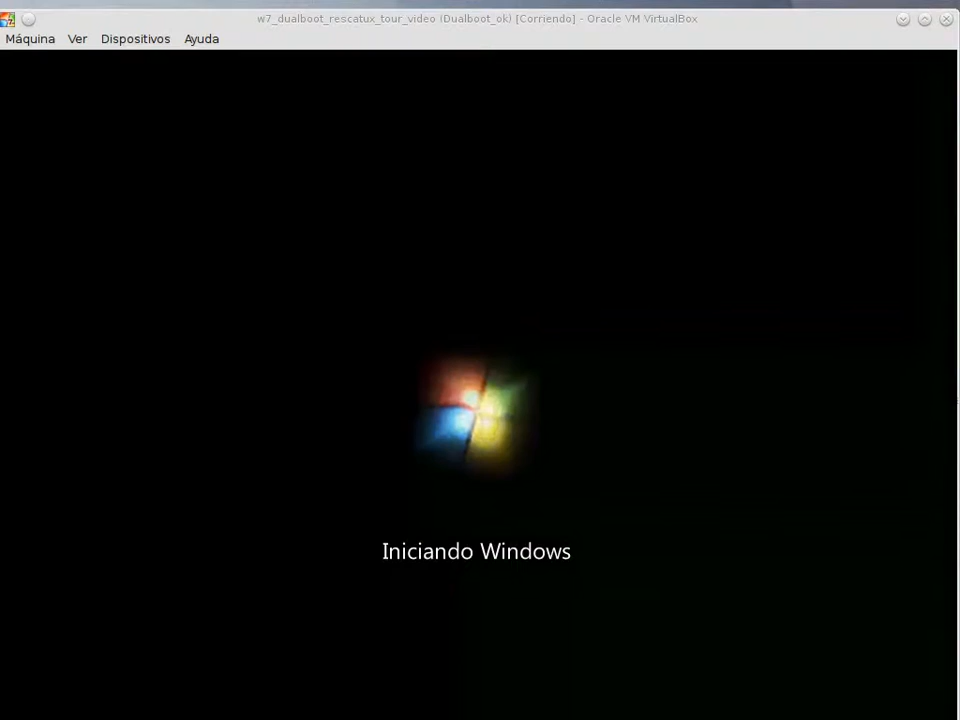 w7_dualboot_rescatux_tour_video (Dualboot_ok) [Corriendo] - Oracle VM VirtualBox
Máquina Ver Dispositivos Ayuda
Iniciando Windows